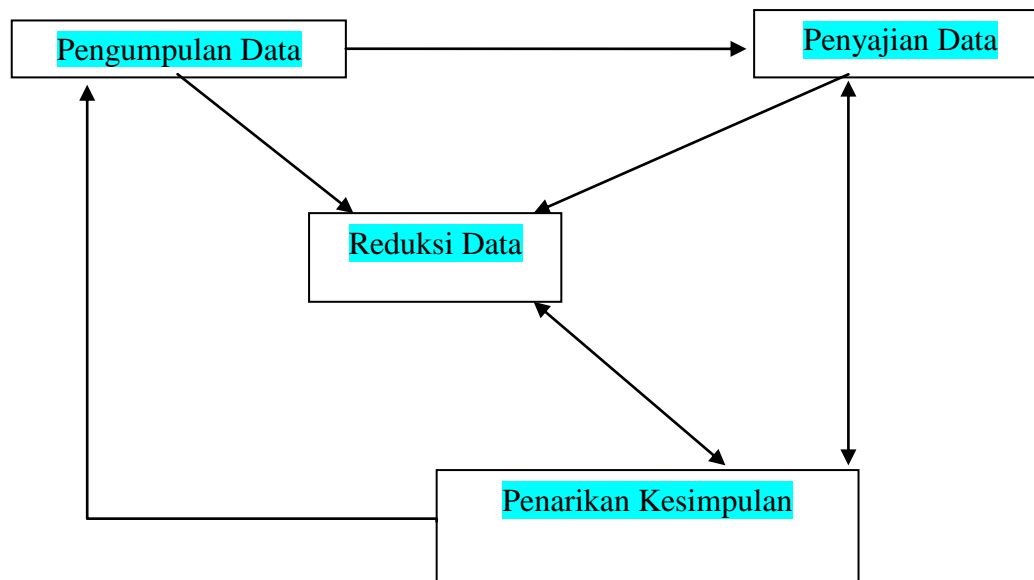 Pengumpulan Data
Penyajian Data
Reduksi Data
Penarikan Kesimpulan